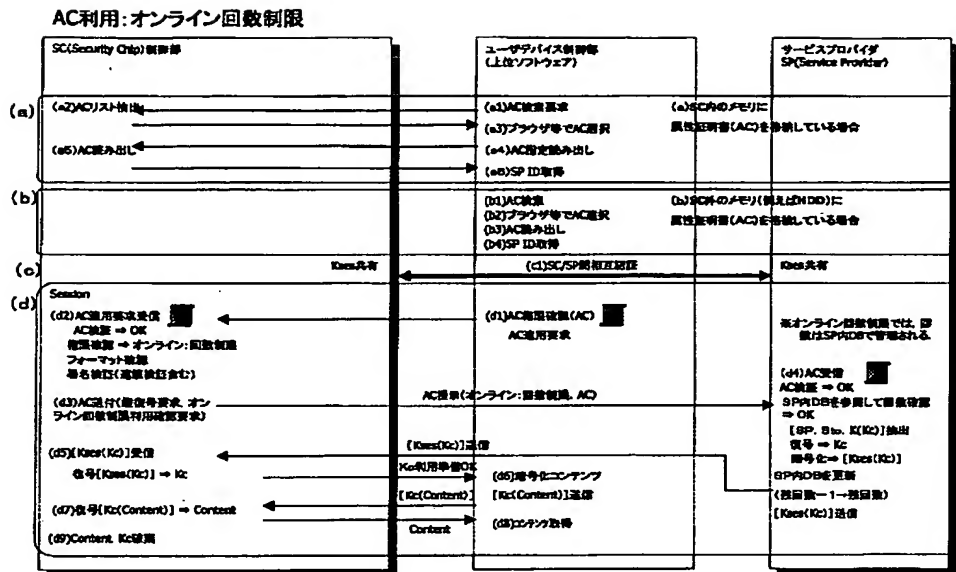 AC利用:オンライン回数制限
SC(Security Chip)制御部
ユーザデバイス制御部
(上位ソフトウェア)
サービスプロバイダ
SP(Service Provider)
(a)
(a2)ACリスト抽出
(a1)AC検索要求
(a)SC内のメモリに
(a3)ブラウザ等でAC選択
属性証明書(AC)を格納している場合
(a5)AC読み出し
(a4)AC指定読み出し
(a6)SP ID取得
(b)
(b1)AC検索
(b)SC外のメモリ(例えばHDD)に
(b2)ブラウザ等でAC選択
属性証明書(AC)を格納している場合
(b3)AC読み出し
(b4)SP ID取得
(c)
Kses共有
(c1)SC/SP間相互認証
Kses共有
(d)
Session
(d2)AC適用要求受信
(d1)AC権限確認(AC)
AC検証 ⇒ OK
AC適用要求
権限確認 ⇒ オンライン:回数制限
フォーマット確認
署名検証(連鎖検証含む)
※オンライン回数制限では、回
数はSP内DBで管理される。
(d4)AC受信
AC検証 ⇒ OK
(d3)AC送付(鍵復号要求、オン
ライン回数制限利用確認要求)
AC提示(オンライン:回数制限、AC)
SP内DBを参照して回数確認
⇒ OK
[SP. Sto. K(Kc)]抽出
復号 ⇒ Kc
暗号化⇒ [Kses(Kc)]
[Kses(Kc)]送信
(d5)[Kses(Kc)]受信
復号[Kses(Kc)] ⇒ Kc
Kc利用準備OK
(d6)暗号化コンテンツ
SP内DBを更新
[Kc(Content)]
[Kc(Content)]送信
(残回数−1→残回数)
(d7)復号[Kc(Content)] ⇒ Content
[Kses(Kc)]送信
Content
(d8)コンテンツ取得
(d9)Content、Kc破棄